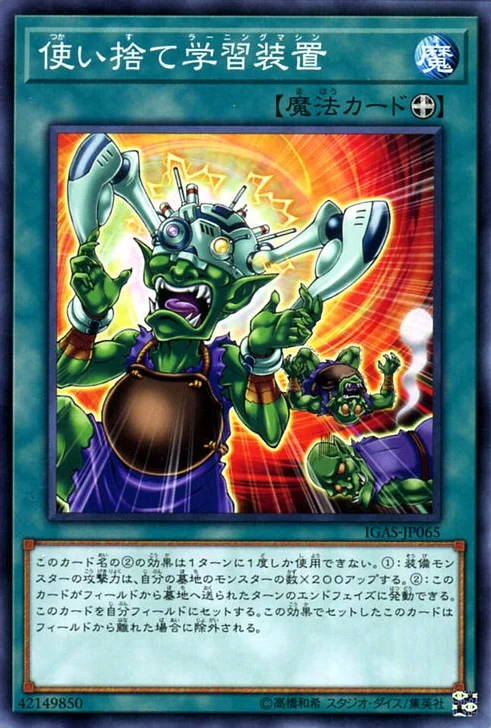 使い捨て学習装置
ラーニングマシン
【魔法カード】
魔
IGAS-JP065
このカード名の②の効果は1ターンに1度しか使用できない。①：装備モ
ンスターの攻撃力は、自分の墓地のモンスターの数×200アップする。②：こ
のカードがフィールドから墓地へ送られたターンのエンドフェイズに発動できる。
このカードを自分フィールドにセットする。この効果でセットしたこのカードは
フィールドから離れた場合に除外される。
42149850
©高橋和希 スタジオ・ダイス/集英社